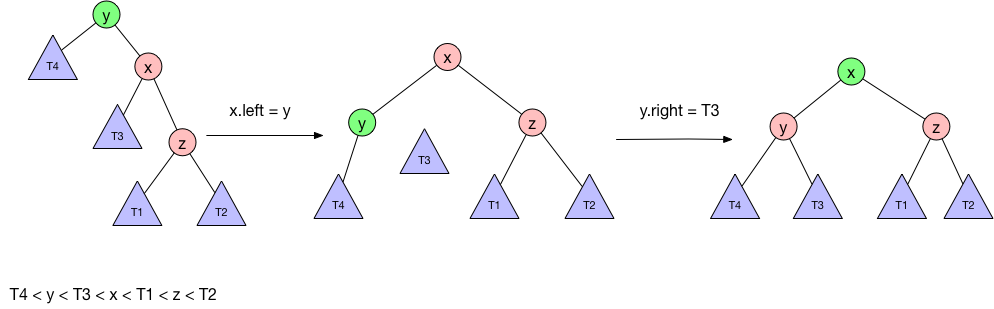 y
T4
x
T3
z
T1
T2
x.left = y
x
y
z
T3
T4
T1
T2
y.right = T3
x
y
z
T4
T3
T1
T2
T4 < y < T3 < x < T1 < z < T2